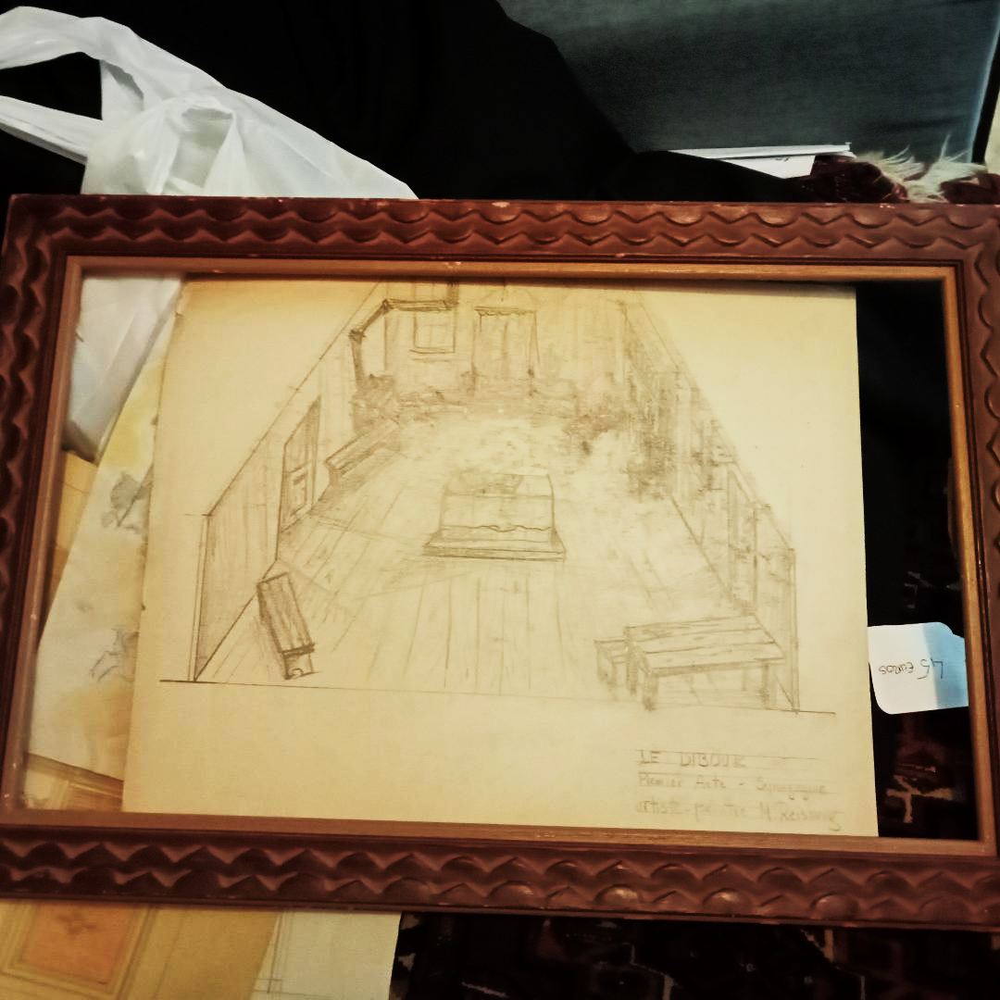 LE DIBOUK
Premier Acte - Synagogue
artiste-peintre M.
45 Euros